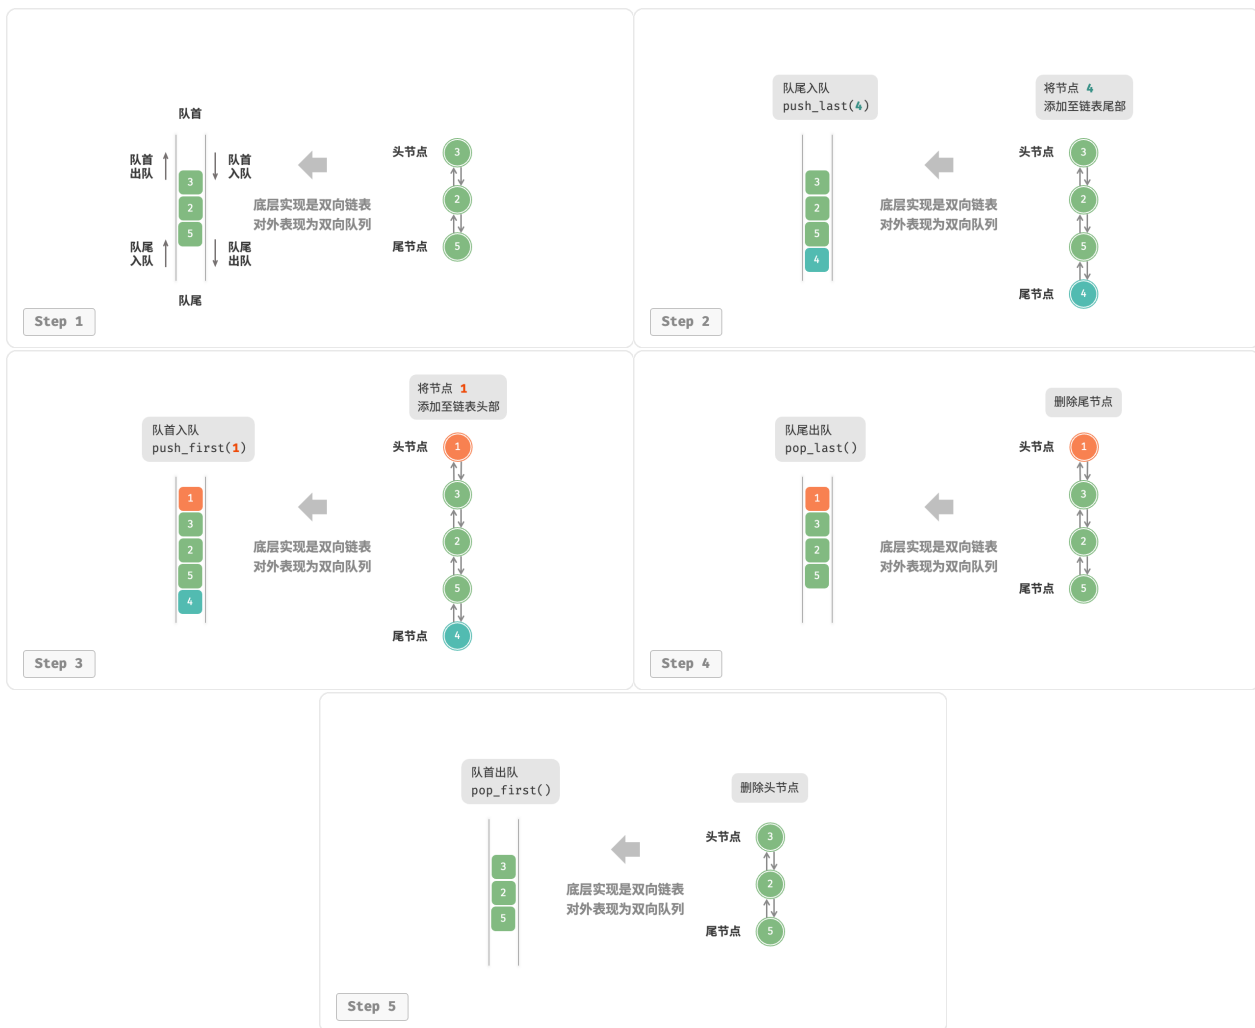 队首
队首
出队
队首
入队
3
2
5
队尾
入队
队尾
出队
队尾
底层实现是双向链表
对外表现为双向队列
头节点
3
2
尾节点
5
Step 1
队尾入队
push_last(4)
3
2
5
4
底层实现是双向链表
对外表现为双向队列
将节点 4
添加至链表尾部
头节点
3
2
5
尾节点
4
Step 2
队首入队
push_first(1)
1
3
2
5
4
底层实现是双向链表
对外表现为双向队列
将节点 1
添加至链表头部
头节点
1
3
2
5
尾节点
4
Step 3
队尾出队
pop_last()
1
3
2
5
底层实现是双向链表
对外表现为双向队列
删除尾节点
头节点
1
3
2
尾节点
5
Step 4
队首出队
pop_first()
3
2
5
底层实现是双向链表
对外表现为双向队列
删除头节点
头节点
3
2
尾节点
5
Step 5